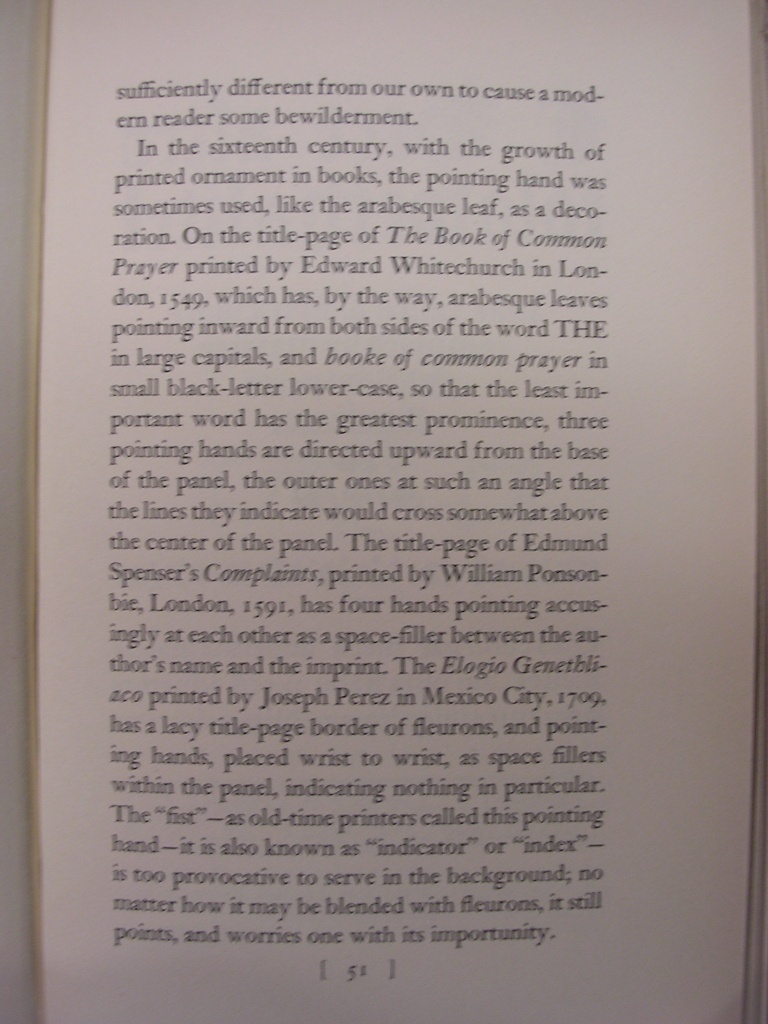 sufficiently different from our own to cause a mod-
ern reader some bewilderment.
In the sixteenth century, with the growth of
printed ornament in books, the pointing hand was
sometimes used, like the arabesque leaf, as a deco-
ration. On the title-page of The Book of Common
Prayer printed by Edward Whitechurch in Lon-
don, 1549, which has, by the way, arabesque leaves
pointing inward from both sides of the word THE
in large capitals, and booke of common prayer in
small black-letter lower-case, so that the least im-
portant word has the greatest prominence, three
pointing hands are directed upward from the base
of the panel, the outer ones at such an angle that
the lines they indicate would cross somewhat above
the center of the panel. The title-page of Edmund
Spenser's Complaints, printed by William Ponson-
bie, London, 1591, has four hands pointing accus-
ingly at each other as a space-filler between the au-
thor's name and the imprint. The Elogio Genethli-
aco printed by Joseph Perez in Mexico City, 1709,
has a lacy title-page border of fleurons, and point-
ing hands, placed wrist to wrist, as space fillers
within the panel, indicating nothing in particular.
The “fist”—as old-time printers called this pointing
hand—it is also known as “indicator” or “index”—
is too provocative to serve in the background; no
matter how it may be blended with fleurons, it still
points, and worries one with its importunity.
[ 51 ]